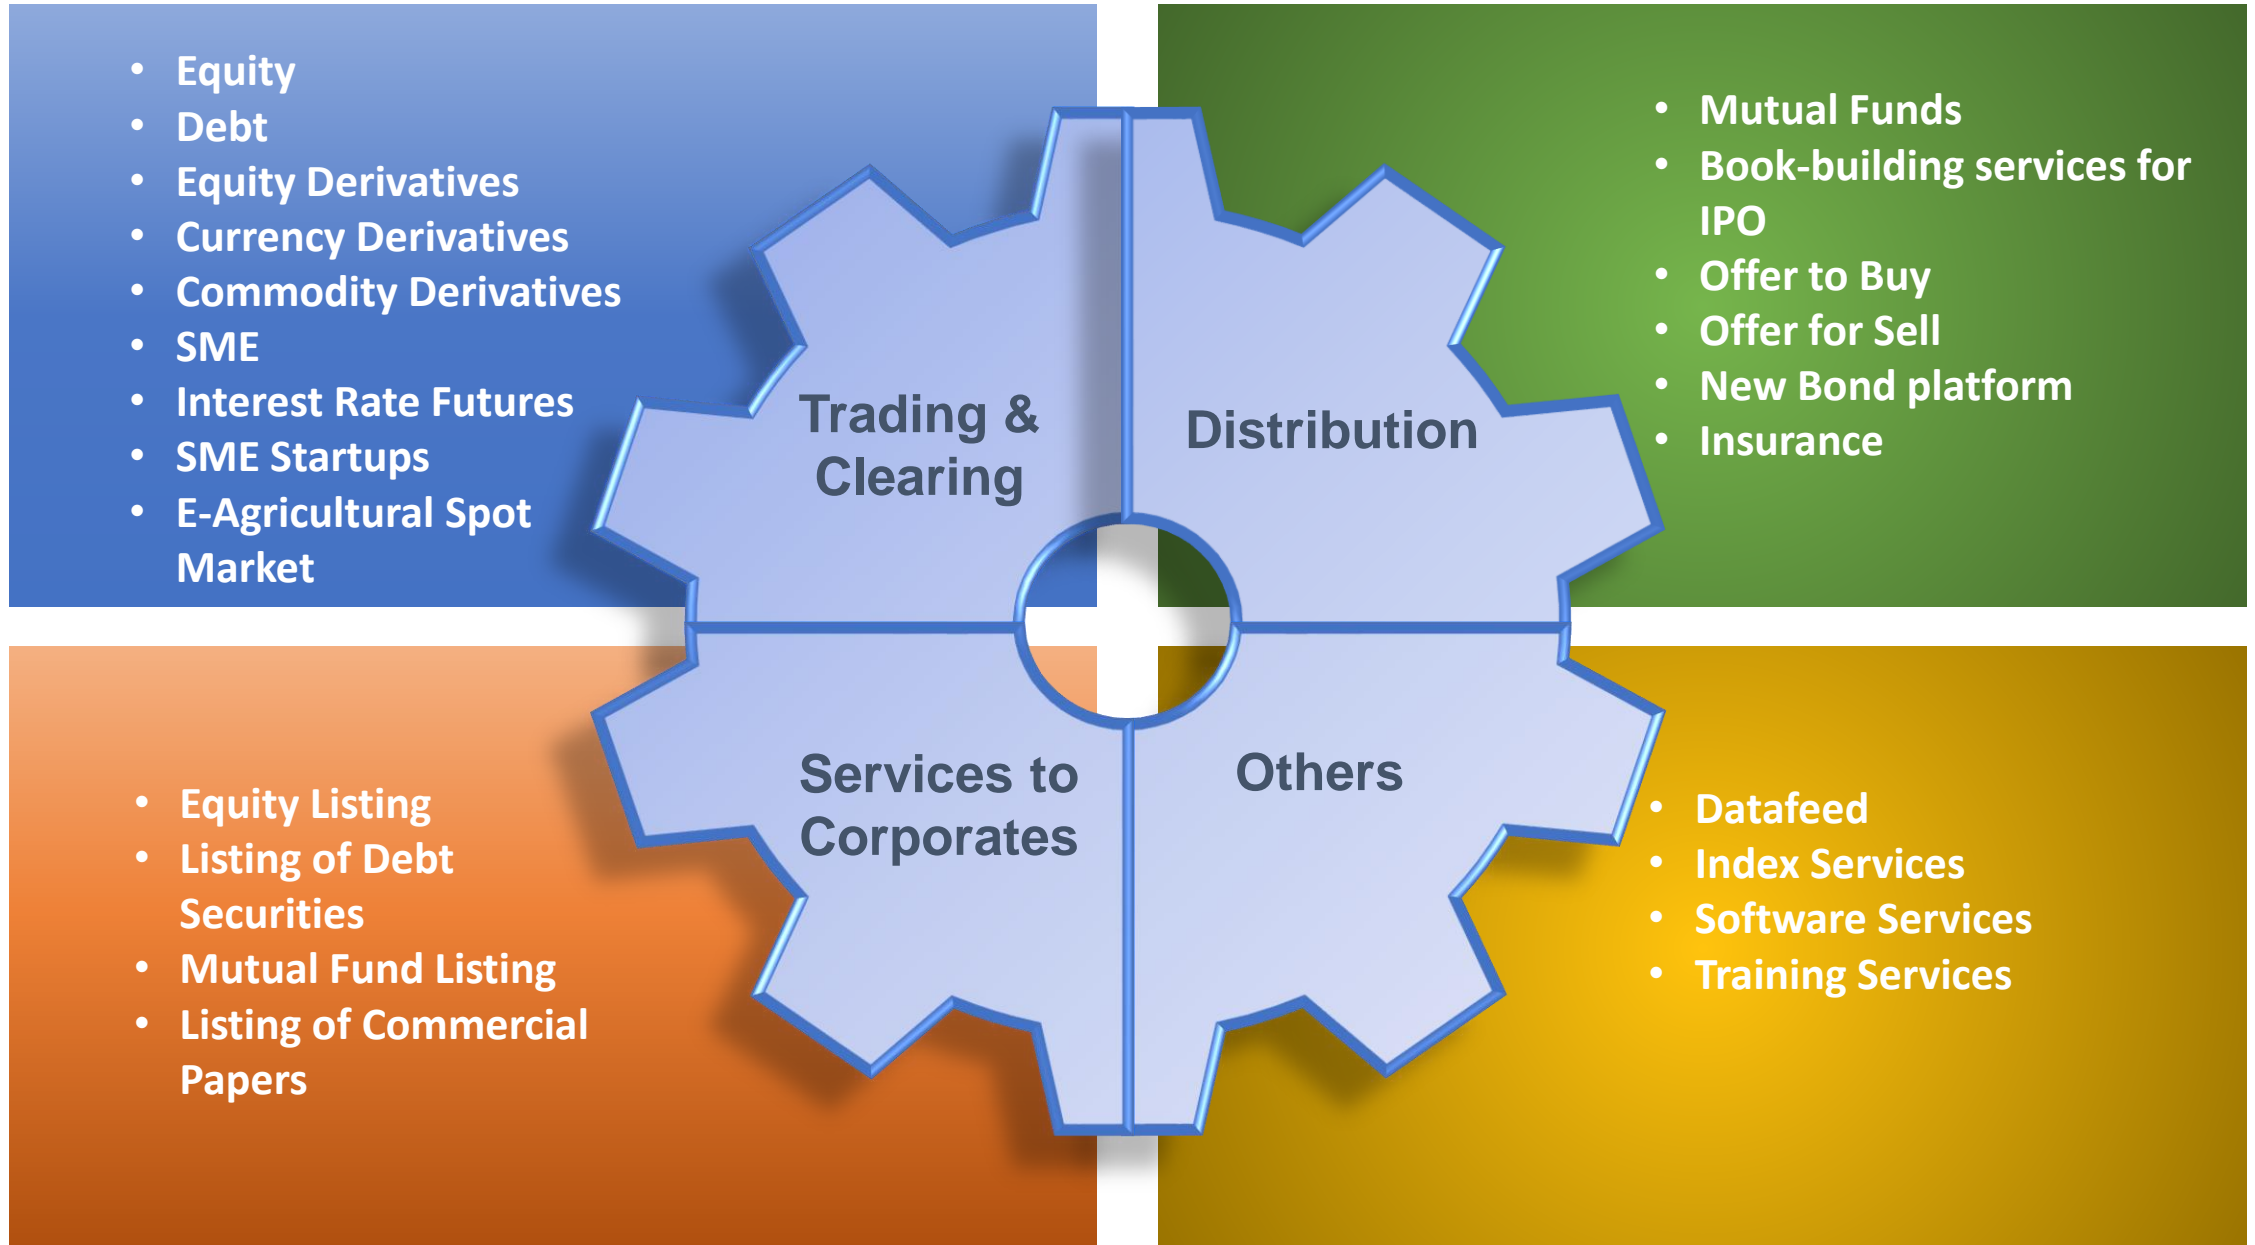 • Equity
• Debt
• Equity Derivatives
• Currency Derivatives
• Commodity Derivatives
• SME
• Interest Rate Futures
• SME Startups
• E-Agricultural Spot
Market
• Mutual Funds
• Book-building services for
IPO
• Offer to Buy
• Offer for Sell
• New Bond platform
• Insurance
Trading &
Clearing
Distribution
Services to
Corporates
Others
• Equity Listing
• Listing of Debt
Securities
• Mutual Fund Listing
• Listing of Commercial
Papers
• Datafeed
• Index Services
• Software Services
• Training Services